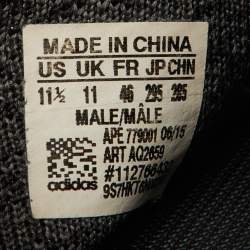 MADE IN CHINA
US UK FR JP CHN
11½ 11 46 295 295
MALE/MÂLE
APE 779001 06/15
ART AQ2659
adidas